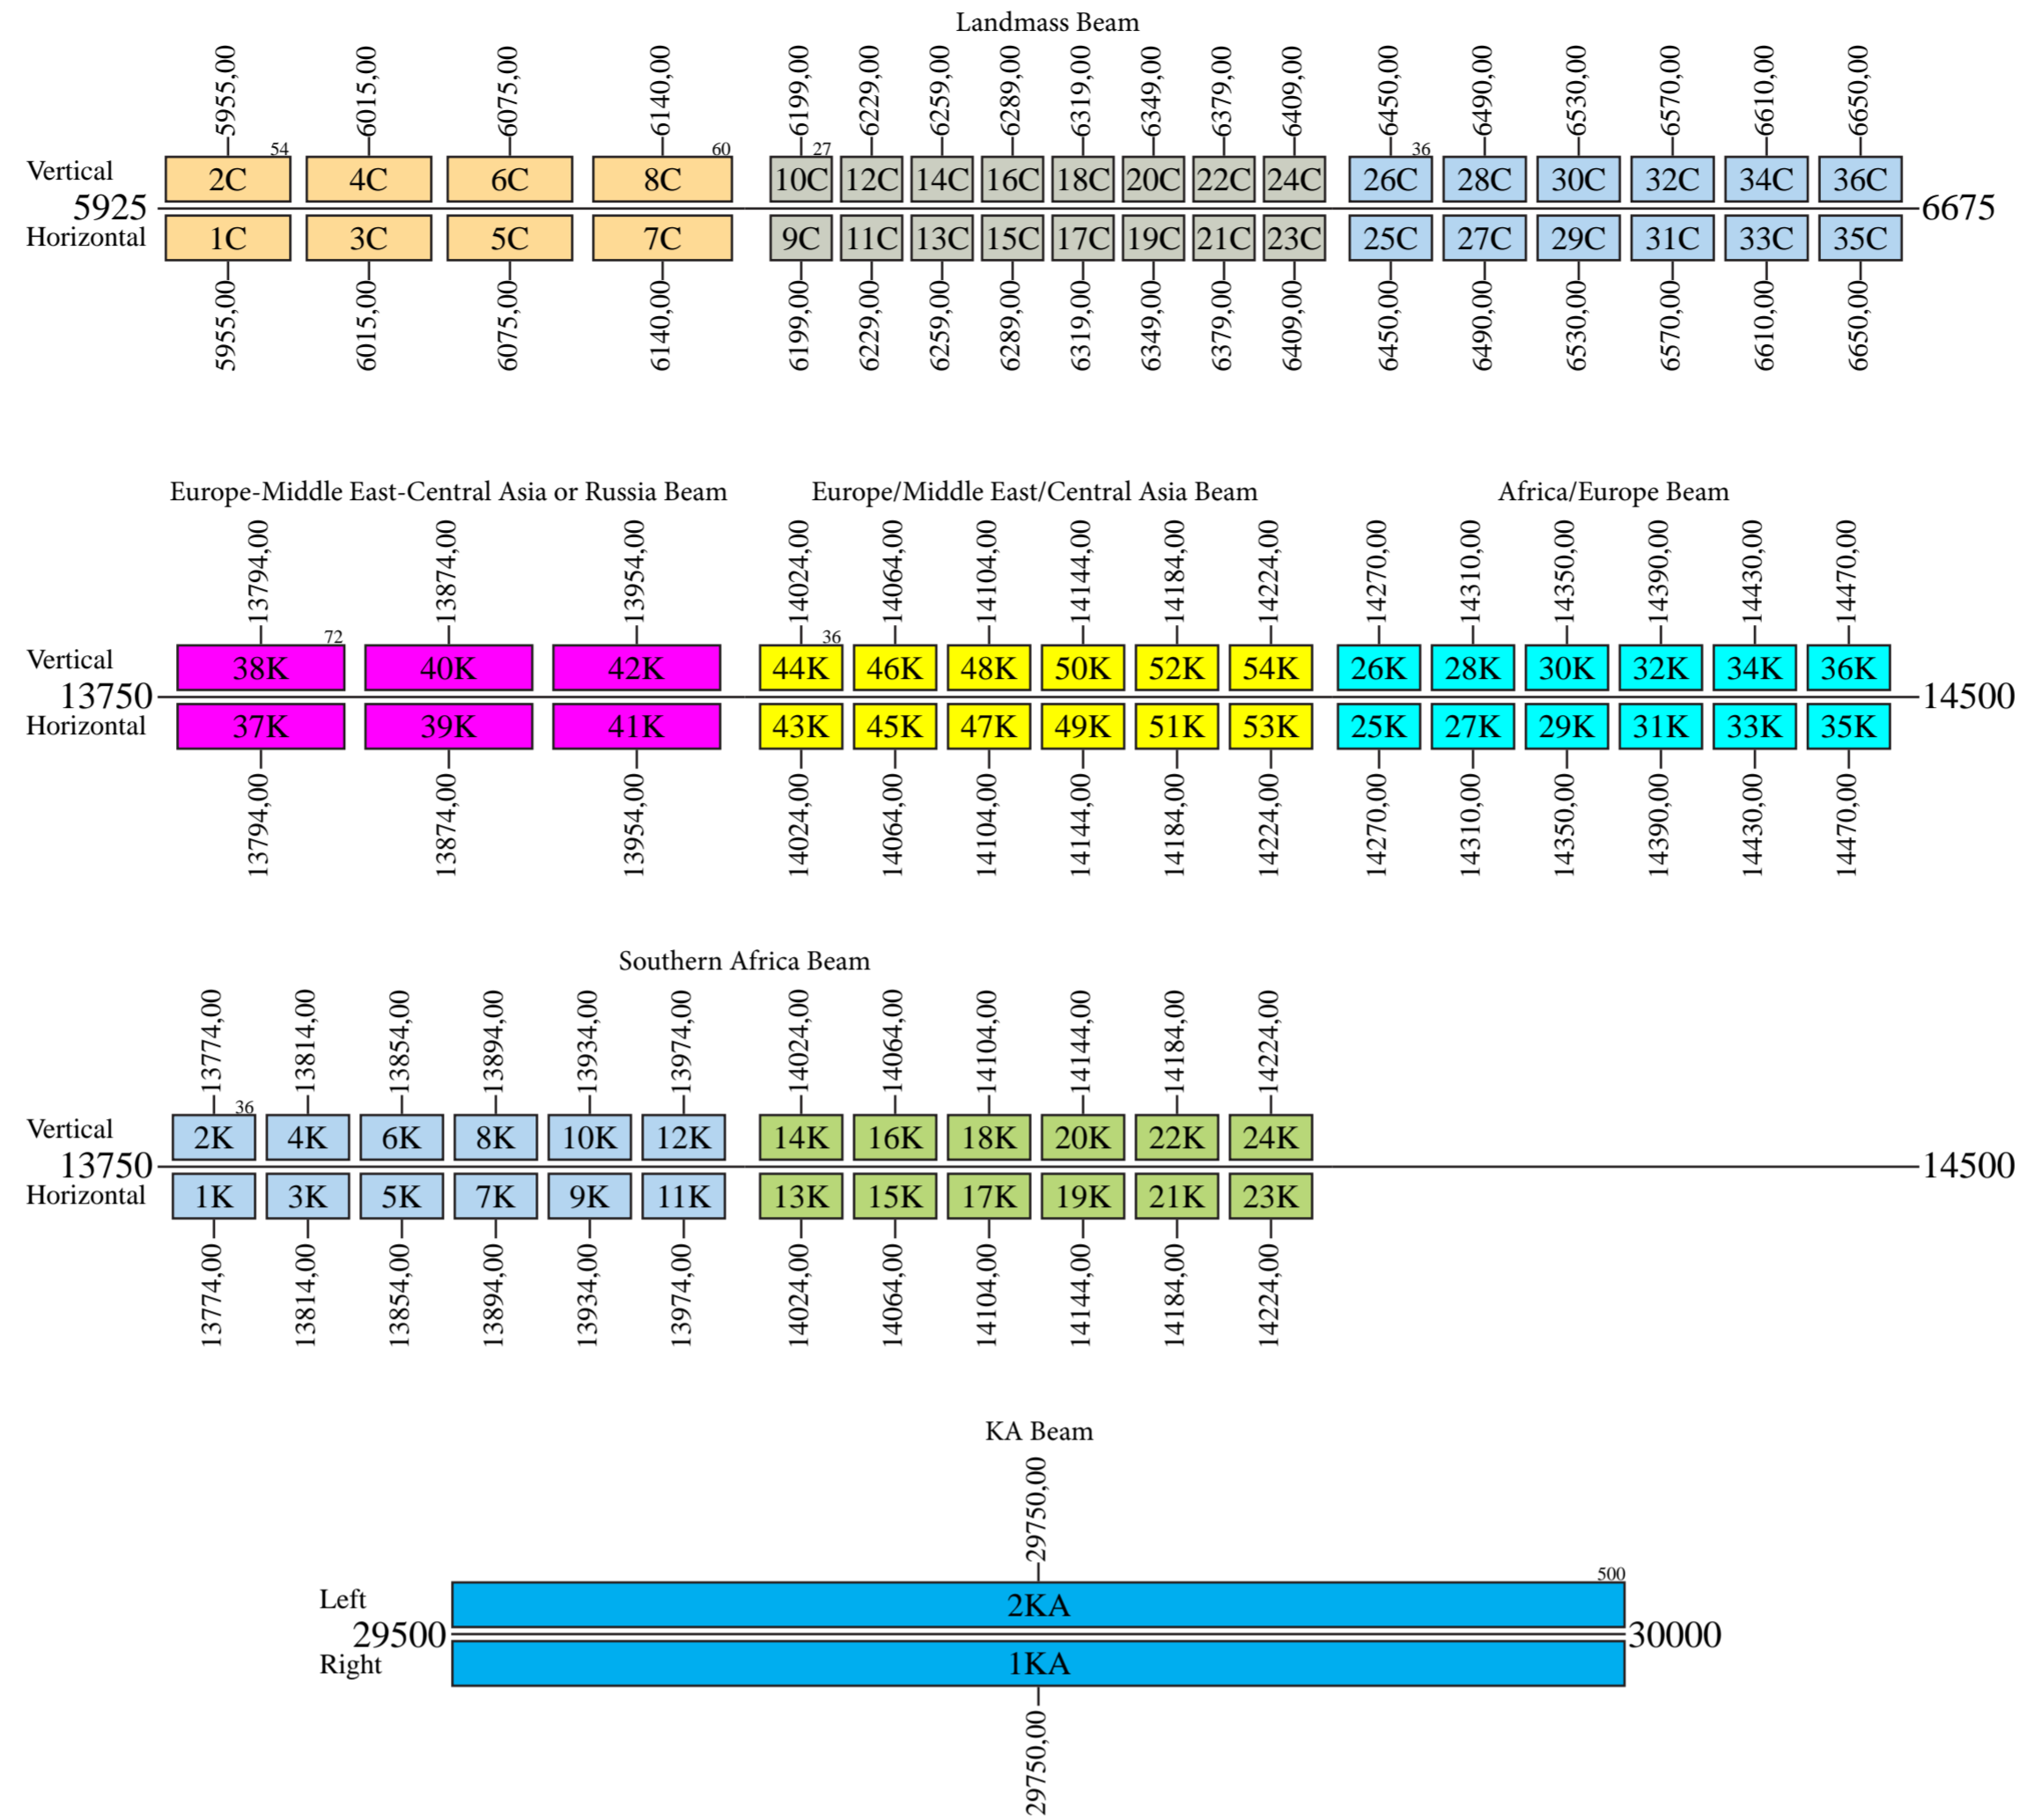 Landmass Beam
5955,00 6015,00 6075,00 6140,00 6199,00 6229,00 6259,00 6289,00 6319,00 6349,00 6379,00 6409,00 6450,00 6490,00 6530,00 6570,00 6610,00 6650,00
54 60 27 36
Vertical 2C 4C 6C 8C 10C 12C 14C 16C 18C 20C 22C 24C 26C 28C 30C 32C 34C 36C
5925 6675
Horizontal 1C 3C 5C 7C 9C 11C 13C 15C 17C 19C 21C 23C 25C 27C 29C 31C 33C 35C
5955,00 6015,00 6075,00 6140,00 6199,00 6229,00 6259,00 6289,00 6319,00 6349,00 6379,00 6409,00 6450,00 6490,00 6530,00 6570,00 6610,00 6650,00
Europe-Middle East-Central Asia or Russia Beam Europe/Middle East/Central Asia Beam Africa/Europe Beam
13794,00 13874,00 13954,00 14024,00 14064,00 14104,00 14144,00 14184,00 14224,00 14270,00 14310,00 14350,00 14390,00 14430,00 14470,00
72 36
Vertical 38K 40K 42K 44K 46K 48K 50K 52K 54K 26K 28K 30K 32K 34K 36K
13750 14500
Horizontal 37K 39K 41K 43K 45K 47K 49K 51K 53K 25K 27K 29K 31K 33K 35K
13794,00 13874,00 13954,00 14024,00 14064,00 14104,00 14144,00 14184,00 14224,00 14270,00 14310,00 14350,00 14390,00 14430,00 14470,00
Southern Africa Beam
13774,00 13814,00 13854,00 13894,00 13934,00 13974,00 14024,00 14064,00 14104,00 14144,00 14184,00 14224,00
36
Vertical 2K 4K 6K 8K 10K 12K 14K 16K 18K 20K 22K 24K
13750 14500
Horizontal 1K 3K 5K 7K 9K 11K 13K 15K 17K 19K 21K 23K
13774,00 13814,00 13854,00 13894,00 13934,00 13974,00 14024,00 14064,00 14104,00 14144,00 14184,00 14224,00
KA Beam
29750,00
500
Left 2KA
29500 30000
Right 1KA
29750,00